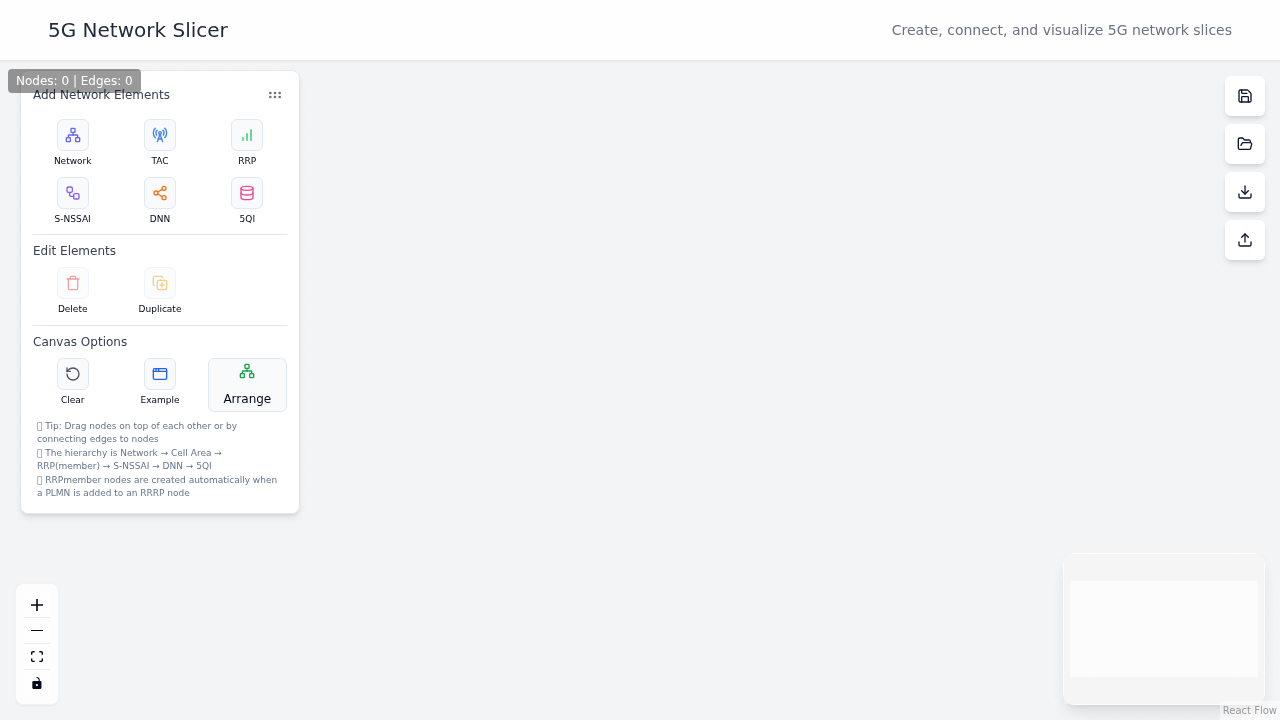 5G Network Slicer
Create, connect, and visualize 5G network slices
Nodes: 0 | Edges: 0
Add Network Elements
Network
TAC
RRP
S-NSSAI
DNN
5QI
Edit Elements
Delete
Duplicate
Canvas Options
Clear
Example
Arrange
Tip: Drag nodes on top of each other or by
connecting edges to nodes
The hierarchy is Network → Cell Area →
RRP(member) → S-NSSAI → DNN → 5QI
RRPmember nodes are created automatically when
a PLMN is added to an RRRP node
React Flow